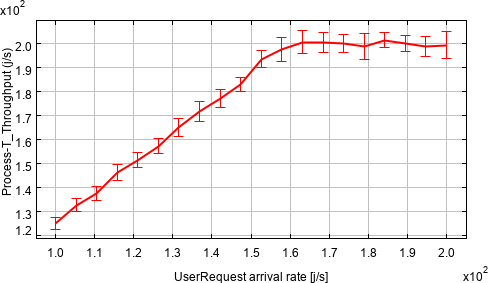 x10²
Process-T_Throughput (j/s)
2.0
1.9
1.8
1.7
1.6
1.5
1.4
1.3
1.2
1.0 1.1 1.2 1.3 1.4 1.5 1.6 1.7 1.8 1.9 2.0
UserRequest arrival rate [j/s]
x10²